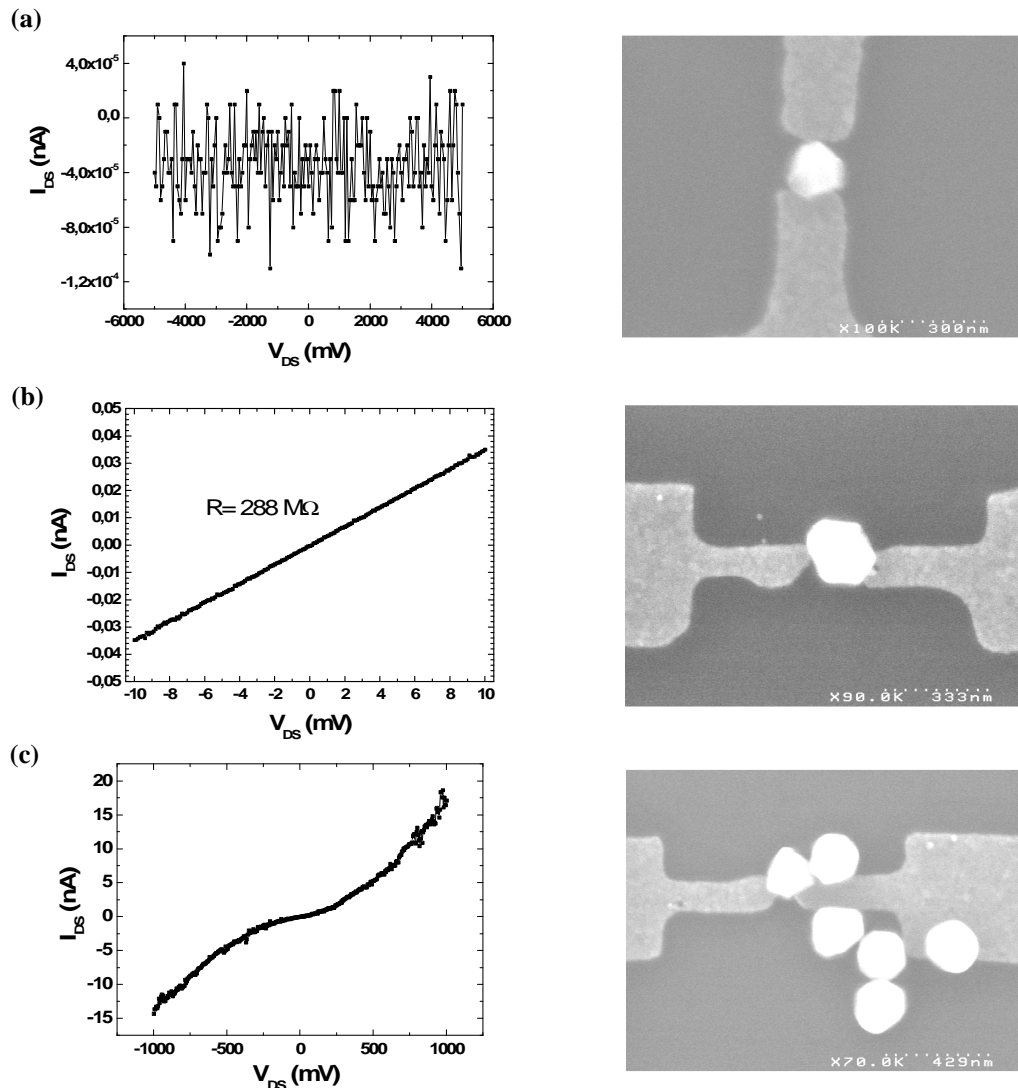 (a)
4,0x10⁻⁵
0,0
-4,0x10⁻⁵
-8,0x10⁻⁵
-1,2x10⁻⁴
I_DS (nA)
-6000 -4000 -2000 0 2000 4000 6000
V_DS (mV)
X100K 300nm
(b)
0,05
0,04
0,03
0,02
0,01
0,00
-0,01
-0,02
-0,03
-0,04
-0,05
I_DS (nA)
R= 288 MΩ
-10 -8 -6 -4 -2 0 2 4 6 8 10
V_DS (mV)
X90.0K 333nm
(c)
20
15
10
5
0
-5
-10
-15
I_DS (nA)
-1000 -500 0 500 1000
V_DS (mV)
X70.0K 429nm